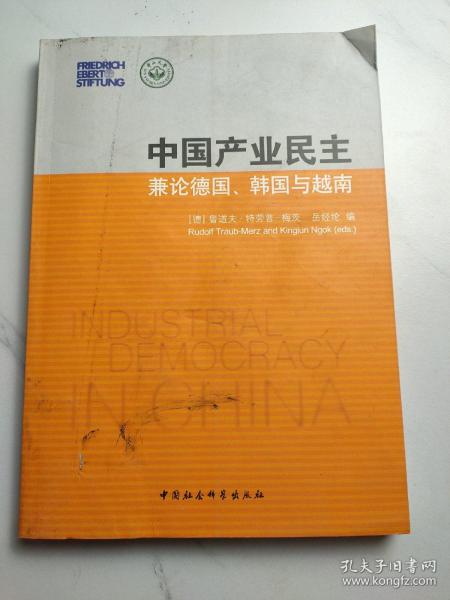 FRIEDRICH
EBERT
STIFTUNG
中国产业民主
兼论德国、韩国与越南
[德] 鲁道夫·特劳普-梅茨 岳经纶 编
Rudolf Traub-Merz and Kinglun Ngok (eds.)
INDUSTRIAL
DEMOCRACY
IN CHINA
中国社会科学出版社
孔夫子旧书网
www.kongfz.com